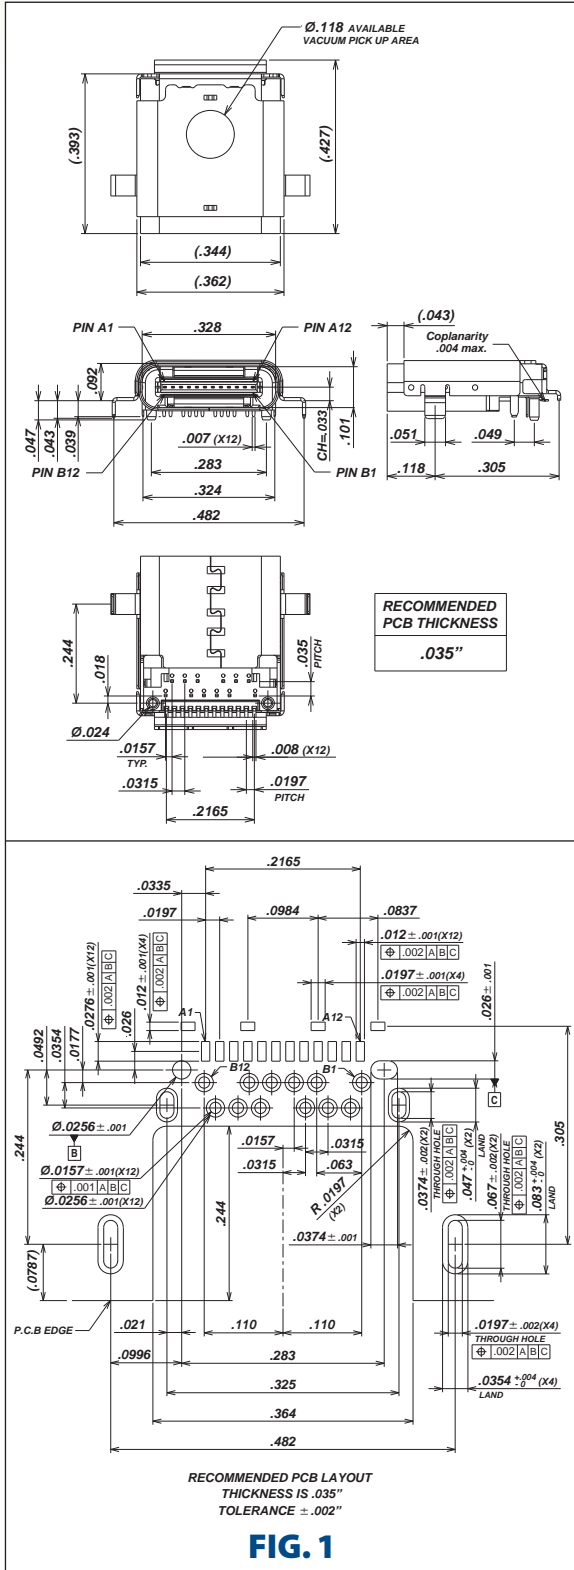 Ø.118 AVAILABLE
VACUUM PICK UP AREA
(.393)
(.427)
(.344)
(.362)
PIN A1
.328
PIN A12
(.043)
Coplanarity
.004 max.
.092
.047
.043
.039
.007 (X12)
CH=.033
.101
PIN B12
.283
PIN B1
.324
.482
.051
.049
.118
.305
.244
.018
.035
PITCH
RECOMMENDED
PCB THICKNESS
.035”
Ø.024
.0157
TYP.
.008 (X12)
.0315
.0197
PITCH
.2165
.2165
.0335
.0197
.0984
.0837
.012±.001(X12)
.002 A B C
.0197±.001(X4)
.002 A B C
.0276±.001(X12)
.002 A B C
.012±.001(X4)
.002 A B C
.026
.026±.001
A1
A12
.0492
.0354
.0177
B12
B1
C
.244
Ø.0256±.001
B
Ø.0157±.001(X12)
.001 A B C
Ø.0256±.001(X12)
.0157
.0315
.0315
.063
.244
R.0197
(X2)
.0374±.001
.0374±.002(X2)
THROUGH HOLE
.002 A B C
.047 +.004 -0 (X2)
LAND
.067±.002(X2)
THROUGH HOLE
.002 A B C
.083 +.004 -0 (X2)
LAND
.305
(.0787)
P.C.B EDGE
.021
.110
.110
.0197±.002(X4)
THROUGH HOLE
.002 A B C
.0996
.283
.0354 +.004 -0 (X4)
LAND
.325
.364
.482
RECOMMENDED PCB LAYOUT
THICKNESS IS .035”
TOLERANCE ±.002”
FIG. 1